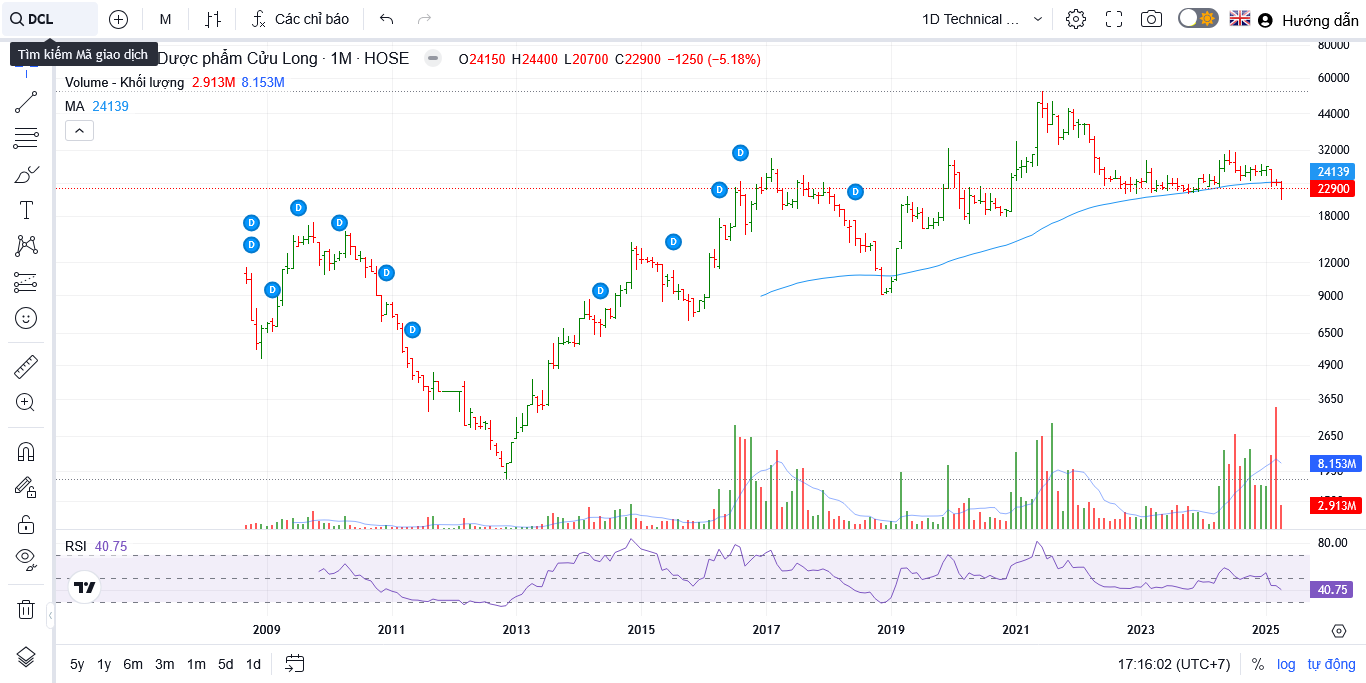 DCL M Các chỉ báo 1D Technical ... Hướng dẫn
Tìm kiếm Mã giao dịch Dược phẩm Cửu Long · 1M · HOSE O24150 H24400 L20700 C22900 −1250 (−5.18%)
Volume - Khối lượng 2.913M 8.153M
MA 24139
80000
60000
44000
32000
24139
22900
18000
12000
9000
6500
4900
3650
2650
8.153M
2.913M
D
D
D
D
D
D
D
D
D
D
D
D
RSI 40.75
80.00
40.75
2009 2011 2013 2015 2017 2019 2021 2023 2025
5y 1y 6m 3m 1m 5d 1d 17:16:02 (UTC+7) % log tự động